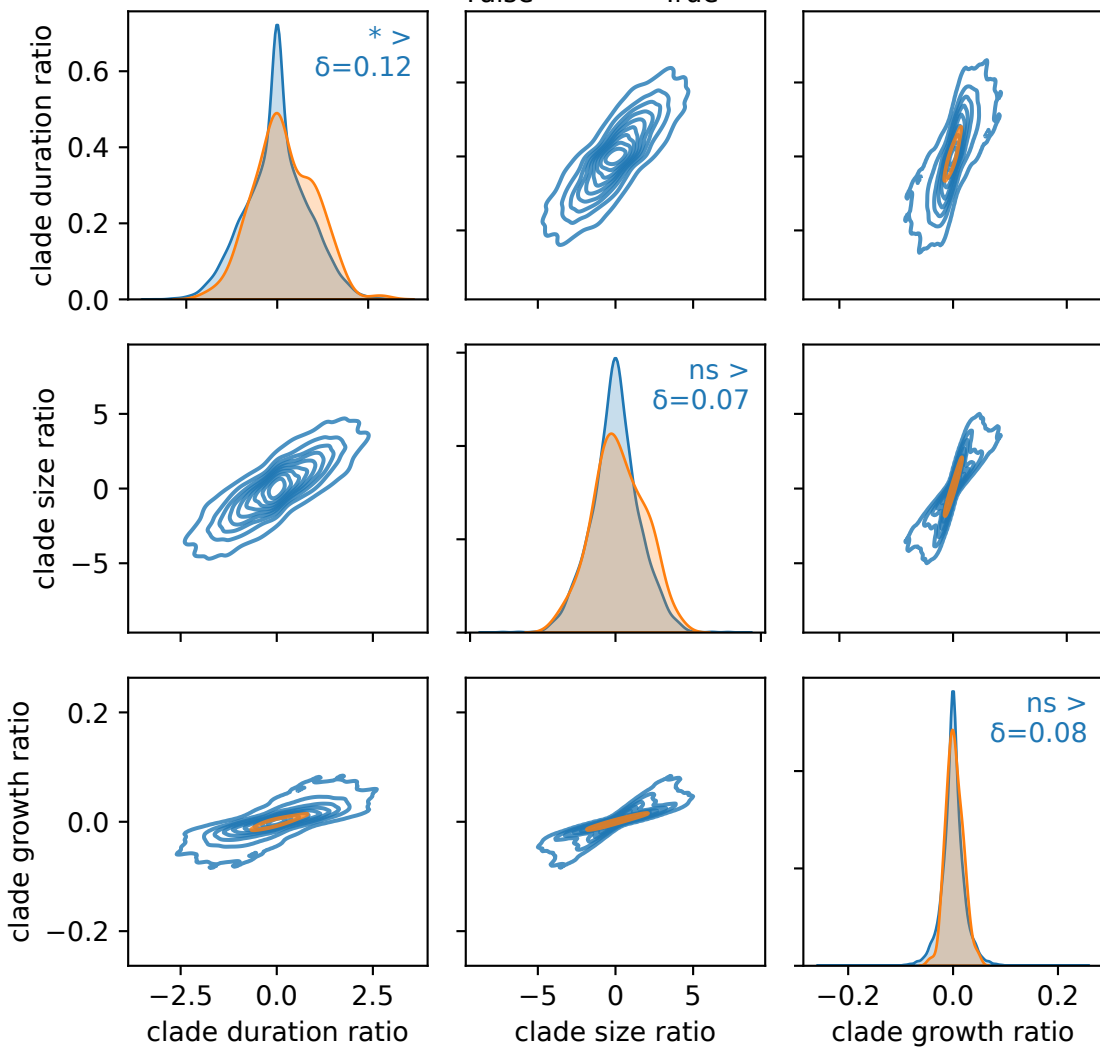 clade duration ratio
0.6
0.4
0.2
0.0
* >
δ=0.12
clade size ratio
5
0
−5
ns >
δ=0.07
clade growth ratio
0.2
0.0
−0.2
ns >
δ=0.08
−2.5 0.0 2.5
−5 0 5
−0.2 0.0 0.2
clade duration ratio
clade size ratio
clade growth ratio